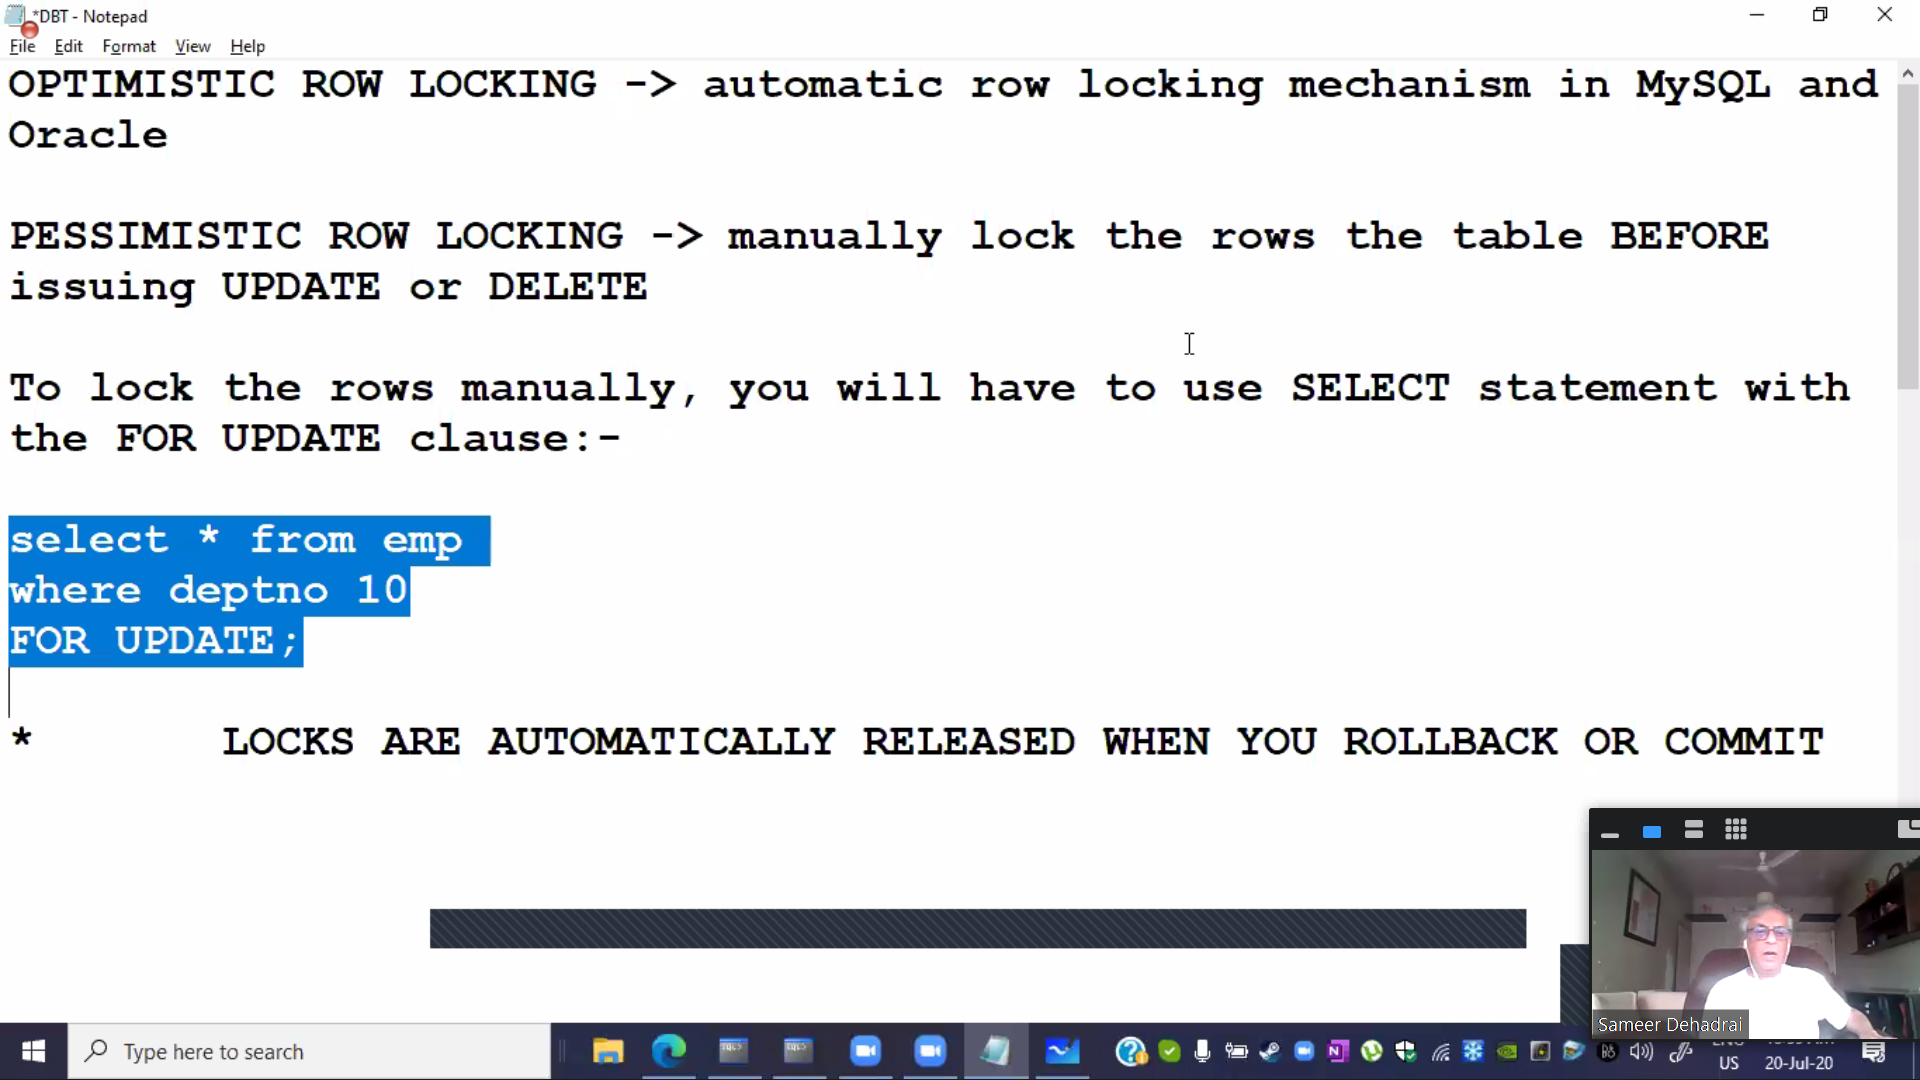 *DBT - Notepad
File Edit Format View Help
OPTIMISTIC ROW LOCKING -> automatic row locking mechanism in MySQL and
Oracle
PESSIMISTIC ROW LOCKING -> manually lock the rows the table BEFORE
issuing UPDATE or DELETE
To lock the rows manually, you will have to use SELECT statement with
the FOR UPDATE clause:-
select * from emp
where deptno 10
FOR UPDATE;
* LOCKS ARE AUTOMATICALLY RELEASED WHEN YOU ROLLBACK OR COMMIT
Sameer Dehadrai
Type here to search
US 20-Jul-20